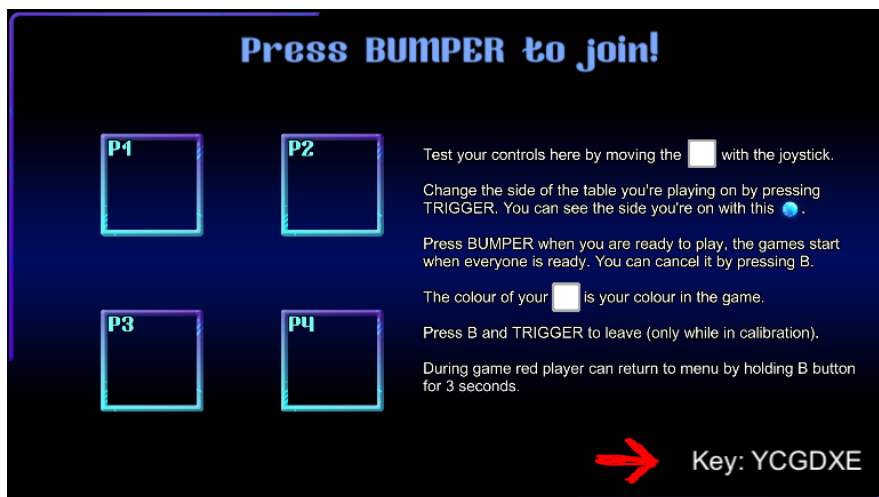 Press BUMPER to join!
P1
P2
Test your controls here by moving the with the joystick.
Change the side of the table you're playing on by pressing
TRIGGER. You can see the side you're on with this .
Press BUMPER when you are ready to play, the games start
when everyone is ready. You can cancel it by pressing B.
The colour of your is your colour in the game.
P3
P4
Press B and TRIGGER to leave (only while in calibration).
During game red player can return to menu by holding B button
for 3 seconds.
Key: YCGDXE